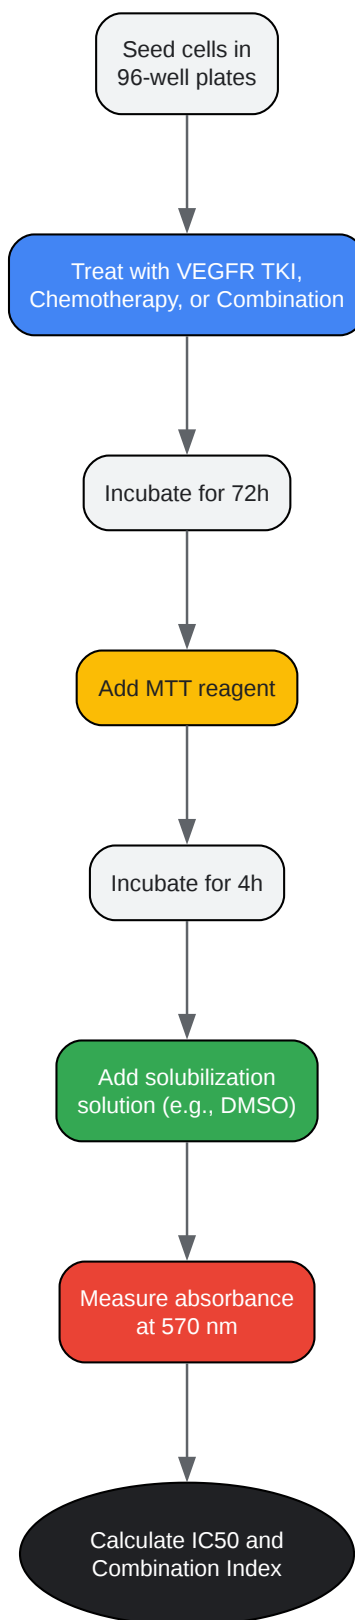 Seed cells in
96-well plates
Treat with VEGFR TKI,
Chemotherapy, or Combination
Incubate for 72h
Add MTT reagent
Incubate for 4h
Add solubilization
solution (e.g., DMSO)
Measure absorbance
at 570 nm
Calculate IC50 and
Combination Index